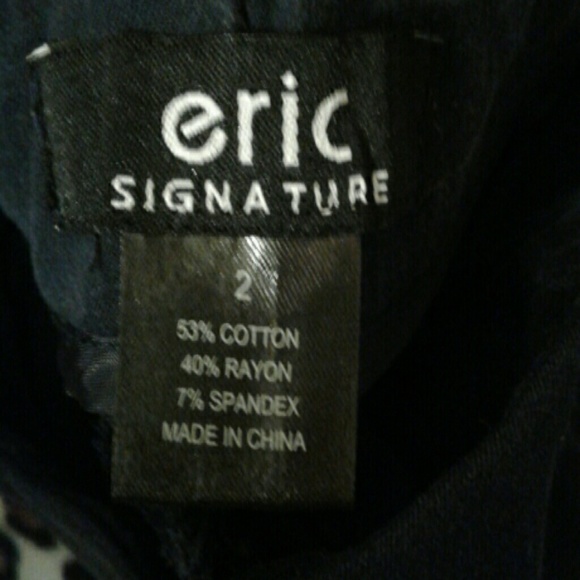 eric
SIGNATURE
2
53% COTTON
40% RAYON
7% SPANDEX
MADE IN CHINA